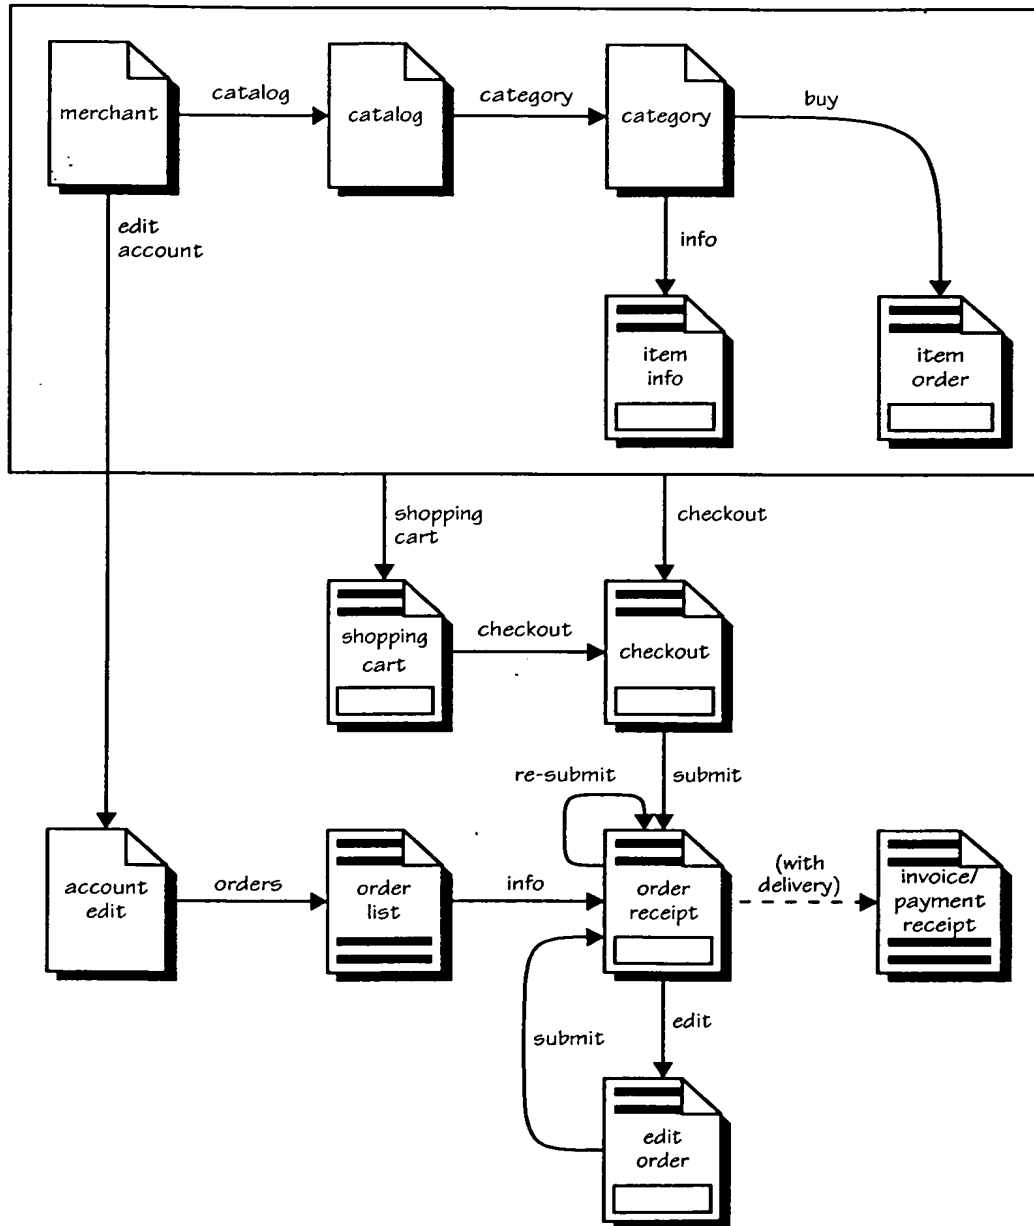 merchant
catalog
catalog
category
category
buy
edit
account
info
item
info
item
order
shopping
cart
checkout
shopping
cart
checkout
checkout
re-submit
submit
account
edit
orders
order
list
info
order
receipt
(with
delivery)
invoice/
payment
receipt
submit
edit
edit
order